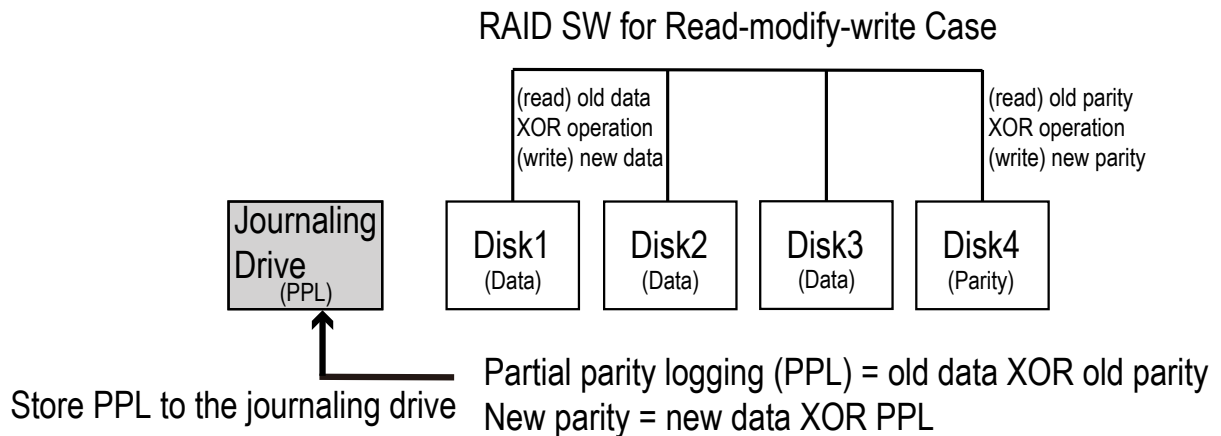 RAID SW for Read-modify-write Case
(read) old data
XOR operation
(write) new data
(read) old parity
XOR operation
(write) new parity
Journaling
Drive
(PPL)
Disk1
(Data)
Disk2
(Data)
Disk3
(Data)
Disk4
(Parity)
Store PPL to the journaling drive
Partial parity logging (PPL) = old data XOR old parity
New parity = new data XOR PPL